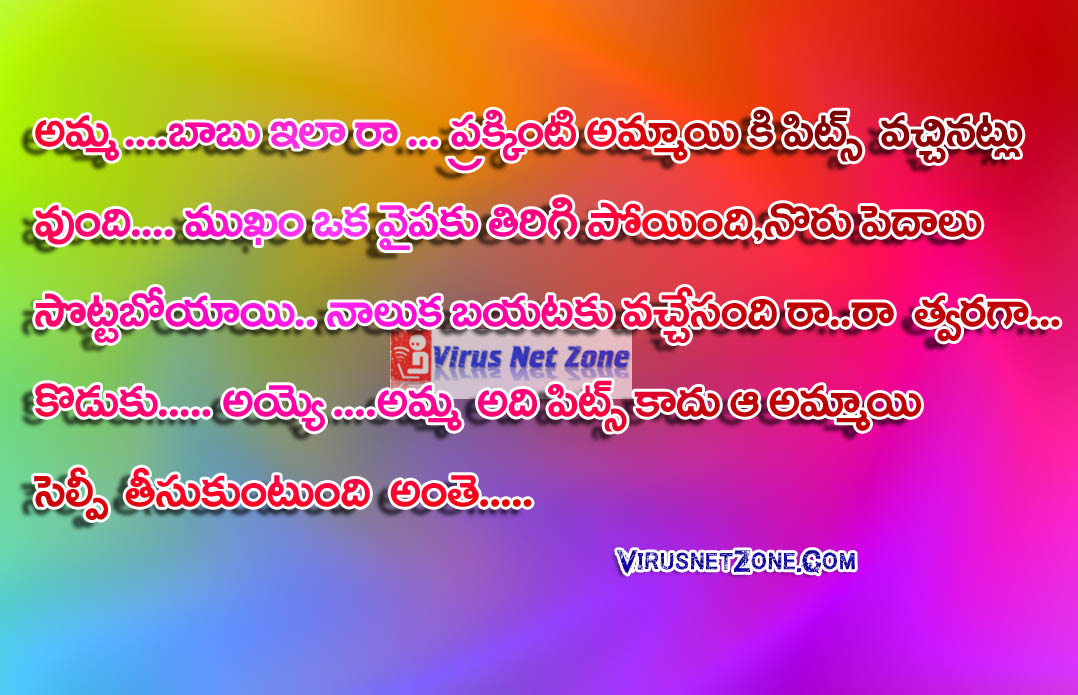 అమ్మ ....బాబు ఇలా రా ... ప్రక్కింటి అమ్మాయి కి పిట్స్ వచ్చినట్లు
వుంది.... ముఖం ఒక వైపకు తిరిగి పోయింది,నొరు పెదాలు
సొట్టబోయాయి.. నాలుక బయటకు వచ్చేసంది రా..రా త్వరగా...
Virus Net Zone
కొడుకు..... అయ్యె ....అమ్మ అది పిట్స్ కాదు ఆ అమ్మాయి
సెల్పీ తీసుకుంటుంది అంతె.....
VirusnetZone.Com